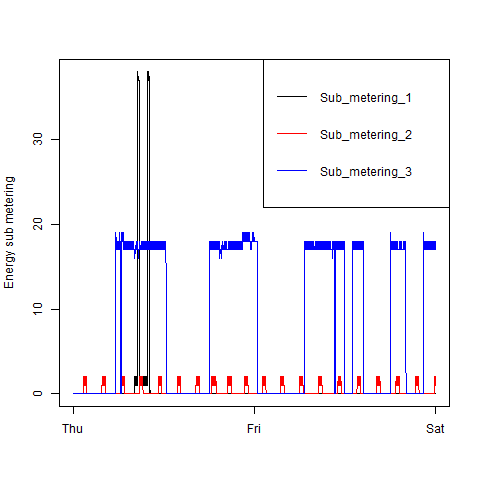 Sub_metering_1
Sub_metering_2
Sub_metering_3
Energy sub metering
30
20
10
0
Thu Fri Sat